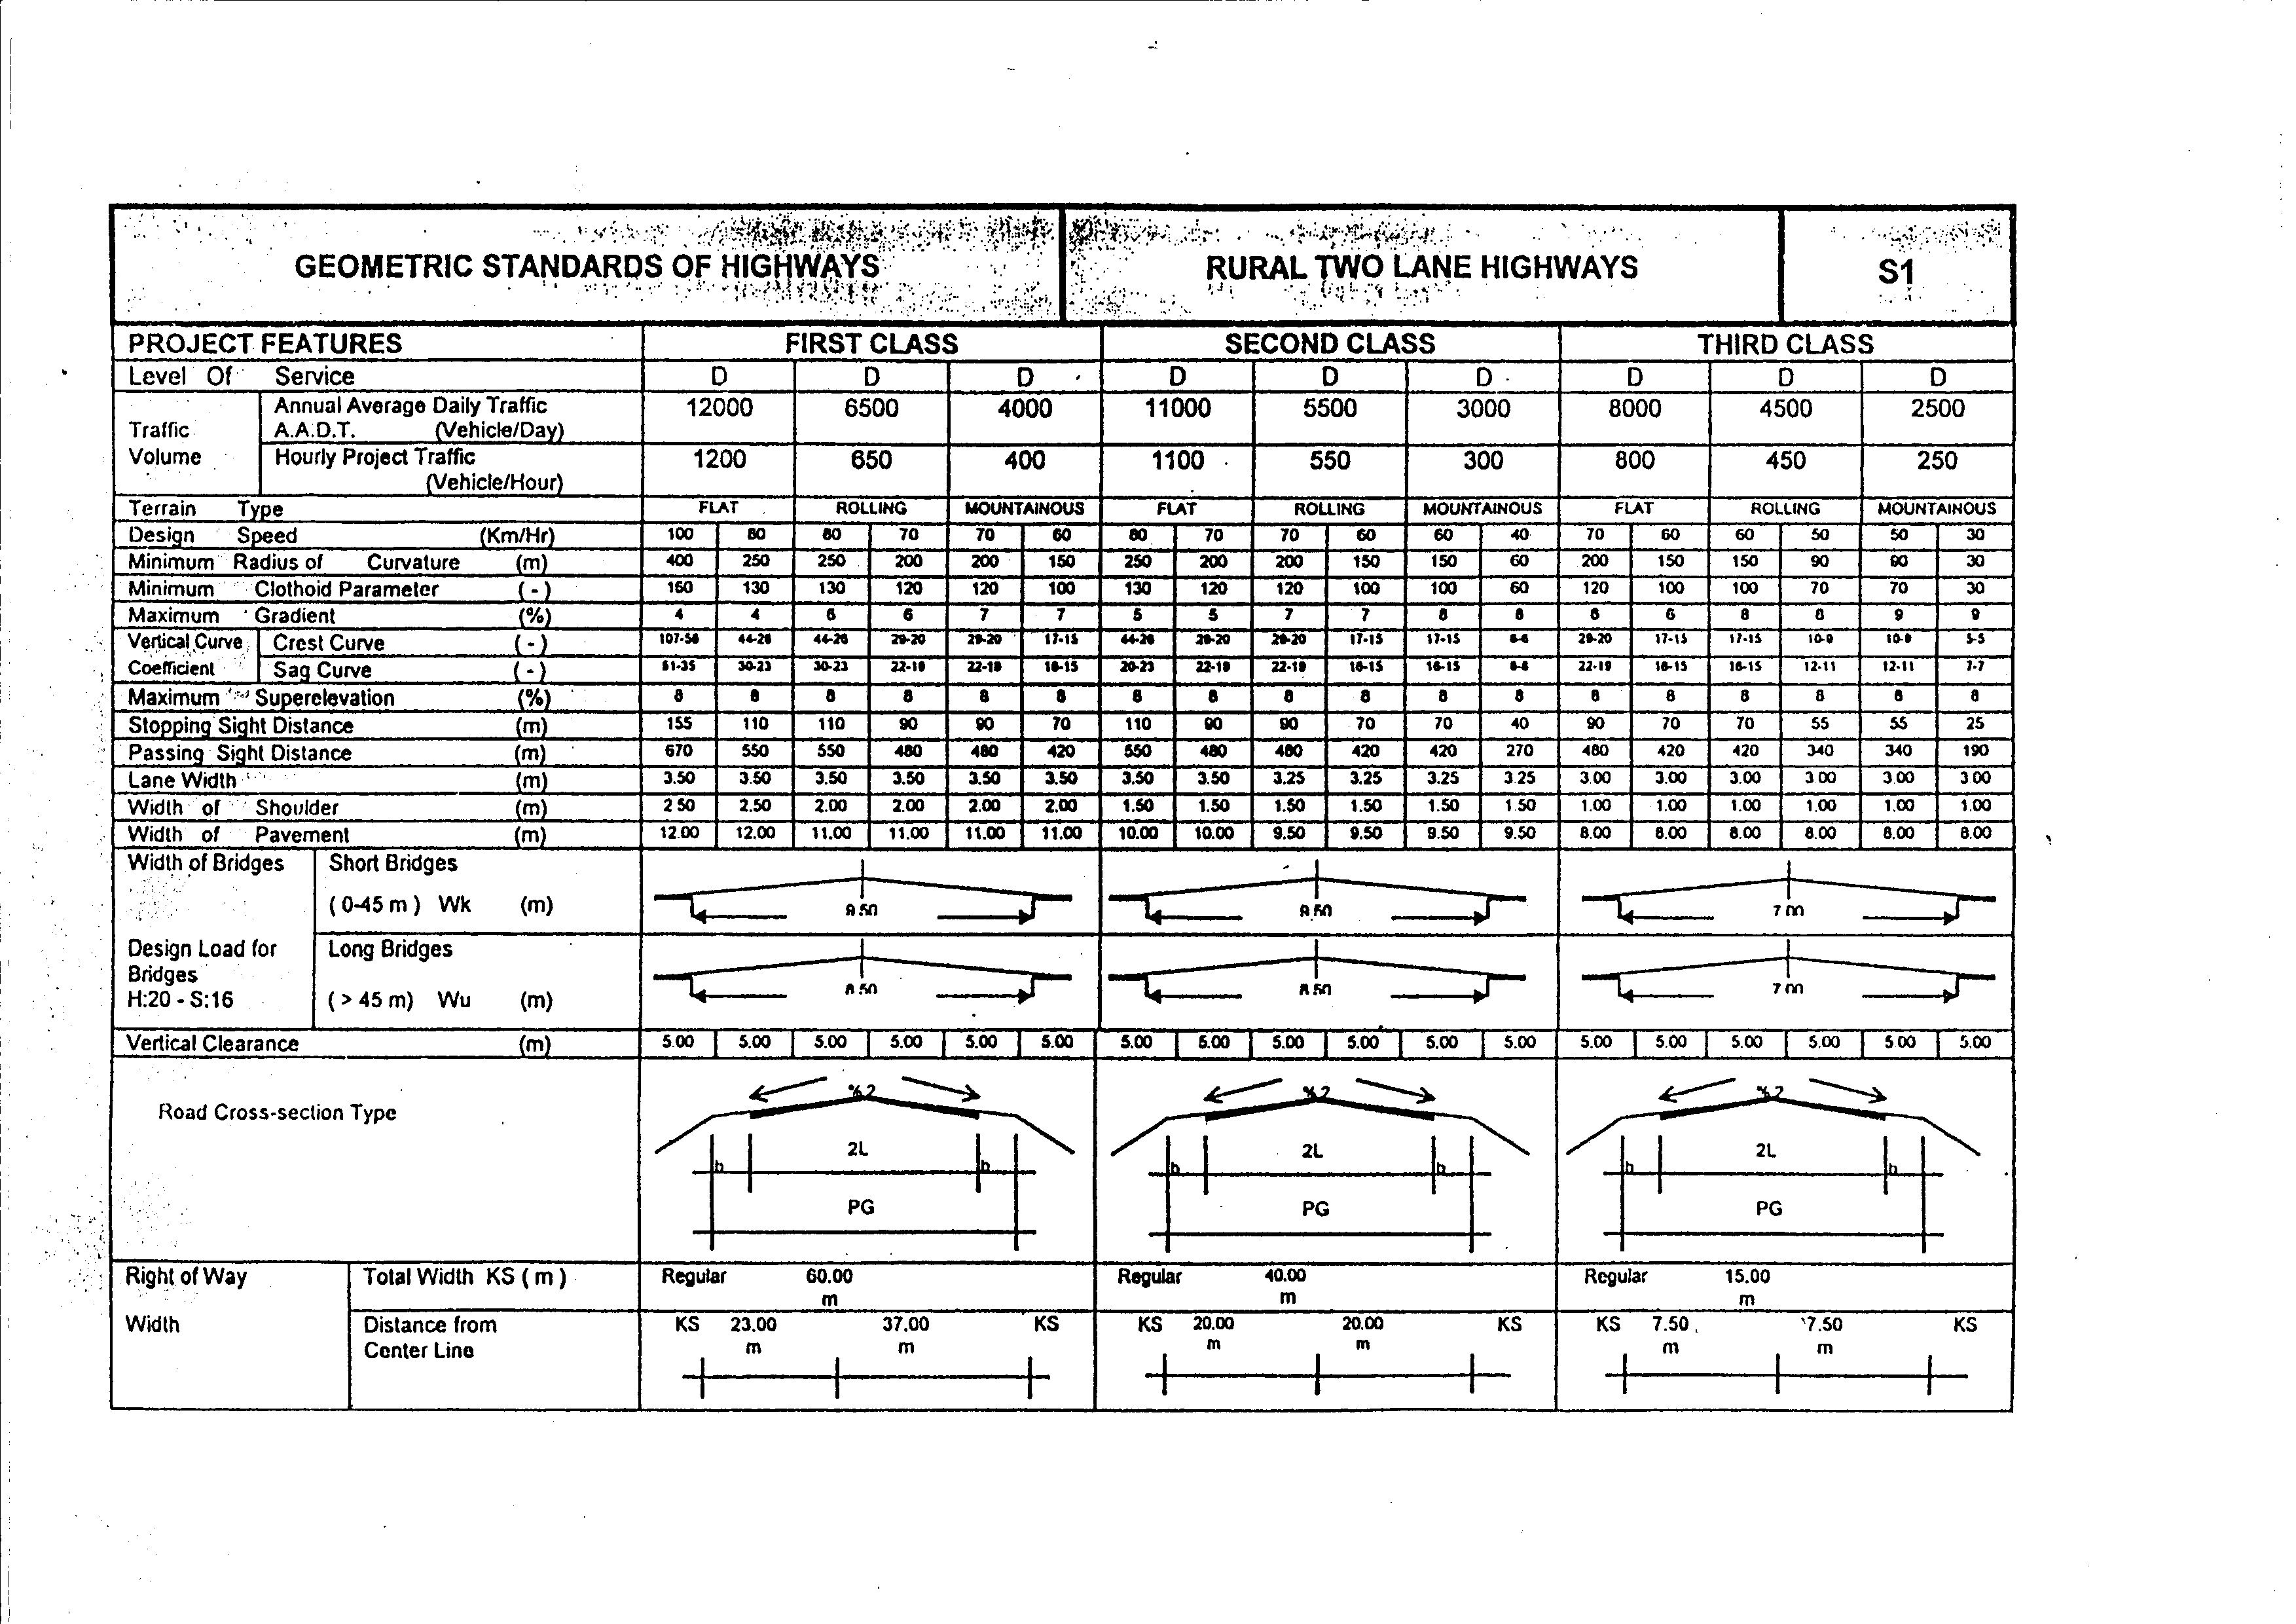 GEOMETRIC STANDARDS OF HIGHWAYS RURAL TWO LANE HIGHWAYS S1
PROJECT FEATURES FIRST CLASS SECOND CLASS THIRD CLASS
Level Of Service D D D D D D D D D
Traffic Volume
Annual Average Daily Traffic A.A.D.T. (Vehicle/Day) 12000 6500 4000 11000 5500 3000 8000 4500 2500
Hourly Project Traffic (Vehicle/Hour) 1200 650 400 1100 550 300 800 450 250
Terrain Type FLAT ROLLING MOUNTAINOUS FLAT ROLLING MOUNTAINOUS FLAT ROLLING MOUNTAINOUS
Design Speed (Km/Hr) 100 80 80 70 70 60 80 70 70 60 60 40 70 60 60 50 50 30
Minimum Radius of Curvature (m) 400 250 250 200 200 150 250 200 200 150 150 60 200 150 150 90 90 30
Minimum Clothoid Parameter (-) 160 130 130 120 120 100 130 120 120 100 100 60 120 100 100 70 70 30
Maximum Gradient (%) 4 4 6 6 7 7 5 5 7 7 8 8 6 6 8 8 9 9
Vertical Curve Coefficient
Crest Curve (-) 44-28 29-20 29-20 17-15 29-20 29-20 17-15 17-15 29-20 17-15 17-15 10-9 5-5
Sag Curve (-) 30-23 30-23 22-19 16-15 20-23 22-19 22-19 16-15 16-15 22-19 16-15 16-15 12-11 12-11 7-7
Maximum Superelevation (%) 8 8 8 8 8 8 8 8 8 8 8 8 8 8 8 8 8 8
Stopping Sight Distance (m) 155 110 110 90 90 70 110 90 90 70 70 40 90 70 70 55 55 25
Passing Sight Distance (m) 670 550 550 480 480 420 550 480 480 420 420 270 480 420 420 340 340 190
Lane Width (m) 3.50 3.50 3.50 3.50 3.50 3.50 3.50 3.50 3.25 3.25 3.25 3.25 3.00 3.00 3.00 3.00 3.00 3.00
Width of Shoulder (m) 2.50 2.50 2.00 2.00 2.00 2.00 1.50 1.50 1.50 1.50 1.50 1.50 1.00 1.00 1.00 1.00 1.00 1.00
Width of Pavement (m) 12.00 12.00 11.00 11.00 11.00 11.00 10.00 10.00 9.50 9.50 9.50 9.50 8.00 8.00 8.00 8.00 8.00 8.00
Width of Bridges Short Bridges
(0-45 m) Wk (m) 9.50 7.00
Design Load for Long Bridges
Bridges
H:20 - S:16 (> 45 m) Wu (m) 8.50 8.50 7.00
Vertical Clearance (m) 5.00 5.00 5.00 5.00 5.00 5.00 5.00 5.00 5.00 5.00 5.00 5.00 5.00 5.00 5.00 5.00 5.00 5.00
%2 %2 %2
Road Cross-section Type
2L 2L 2L
b b b b b b
PG PG PG
Right of Way Total Width KS ( m ) Regular 60.00 Regular 40.00 Regular 15.00
m m m
Width Distance from KS 23.00 37.00 KS KS 20.00 20.00 KS KS 7.50 7.50 KS
Center Line m m m m m m